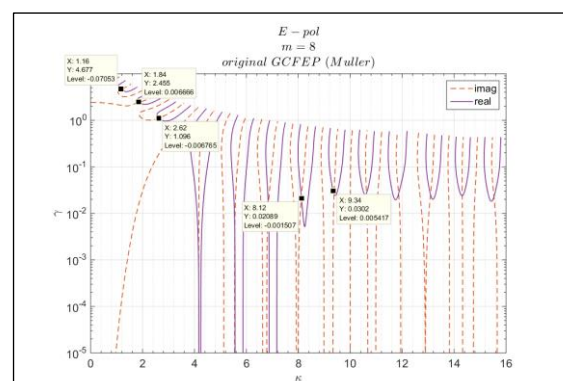 E − pol
m = 8
original GCFEP (Muller)
X: 1.16
Y: 4.677
Level: -0.07053
X: 1.84
Y: 2.455
Level: 0.006666
imag
real
X: 2.62
Y: 1.096
Level: -0.006765
X: 8.12
Y: 0.02089
Level: -0.001507
X: 9.34
Y: 0.0302
Level: 0.005417
10^0
10^-1
10^-2
10^-3
10^-4
10^-5
γ
0 2 4 6 8 10 12 14 16
κ